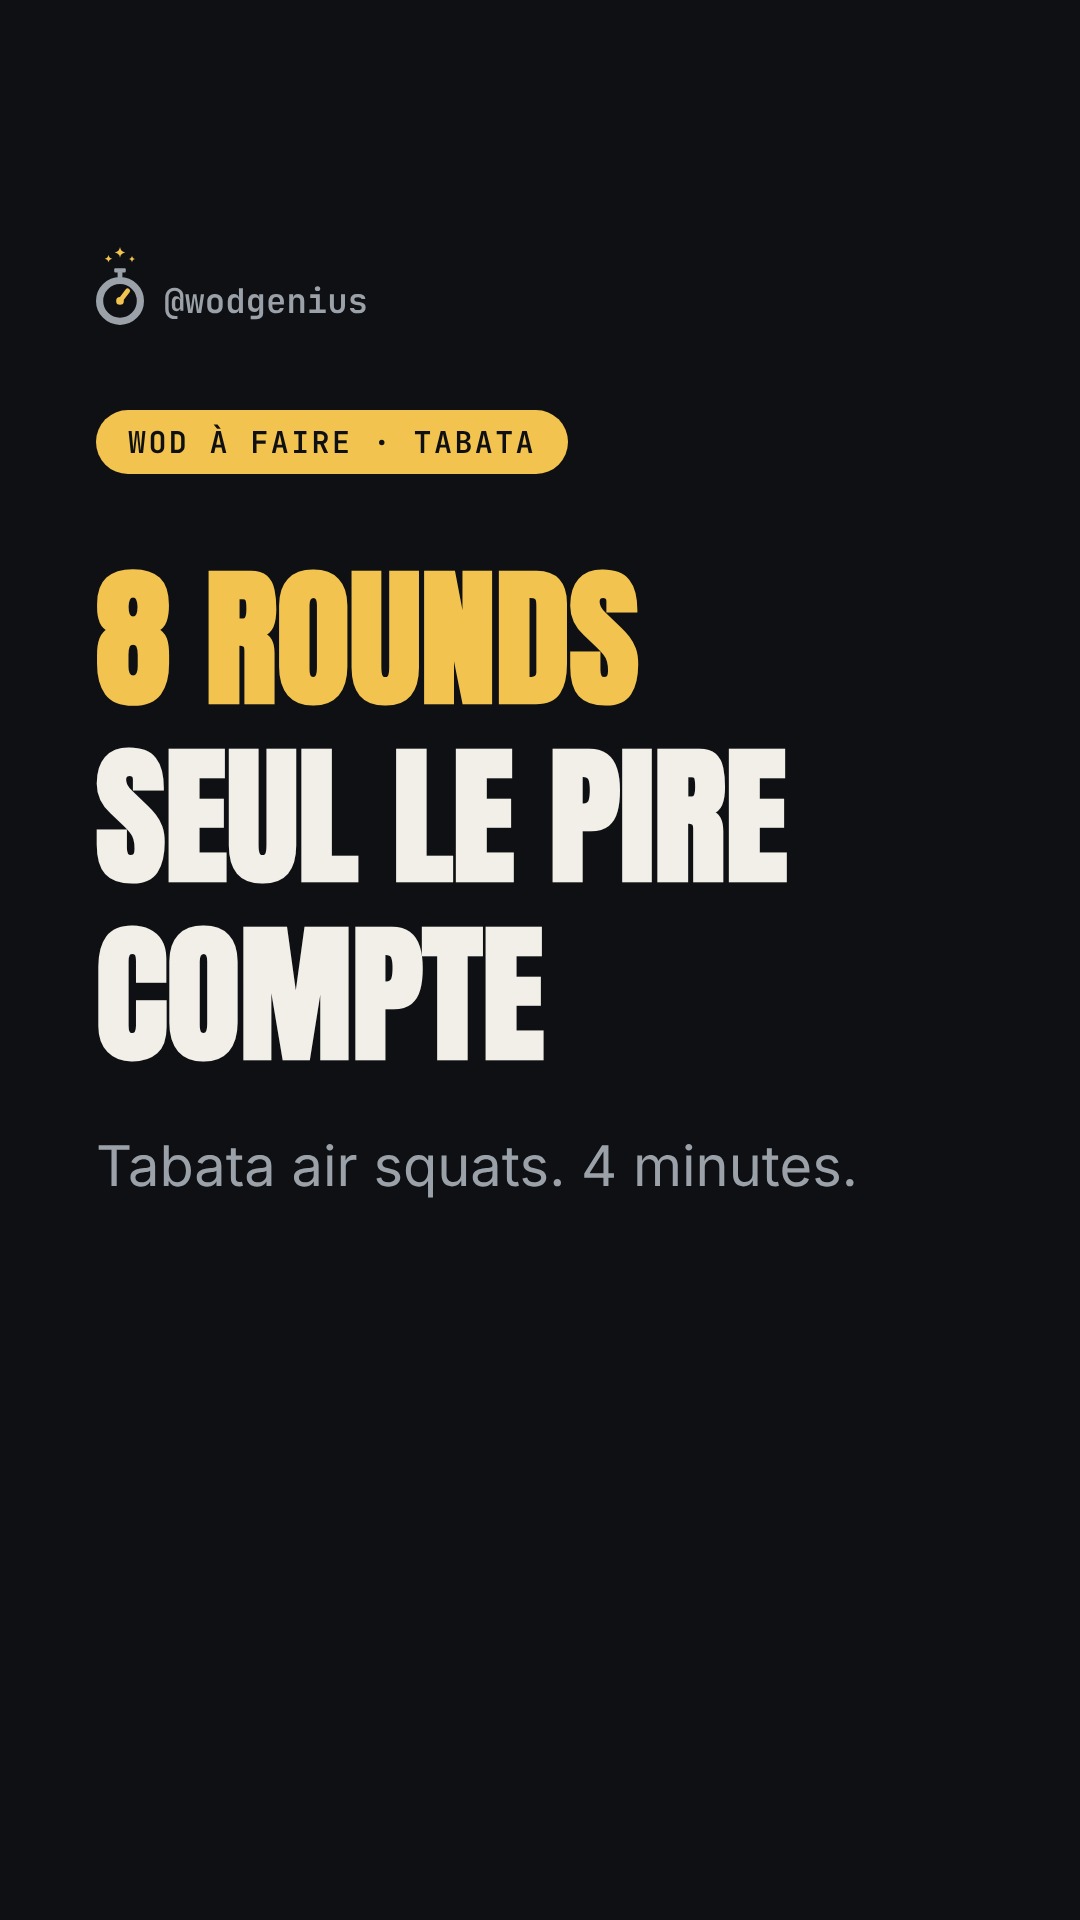 @wodgenius
WOD À FAIRE · TABATA
8 ROUNDS
SEUL LE PIRE
COMPTE
Tabata air squats. 4 minutes.